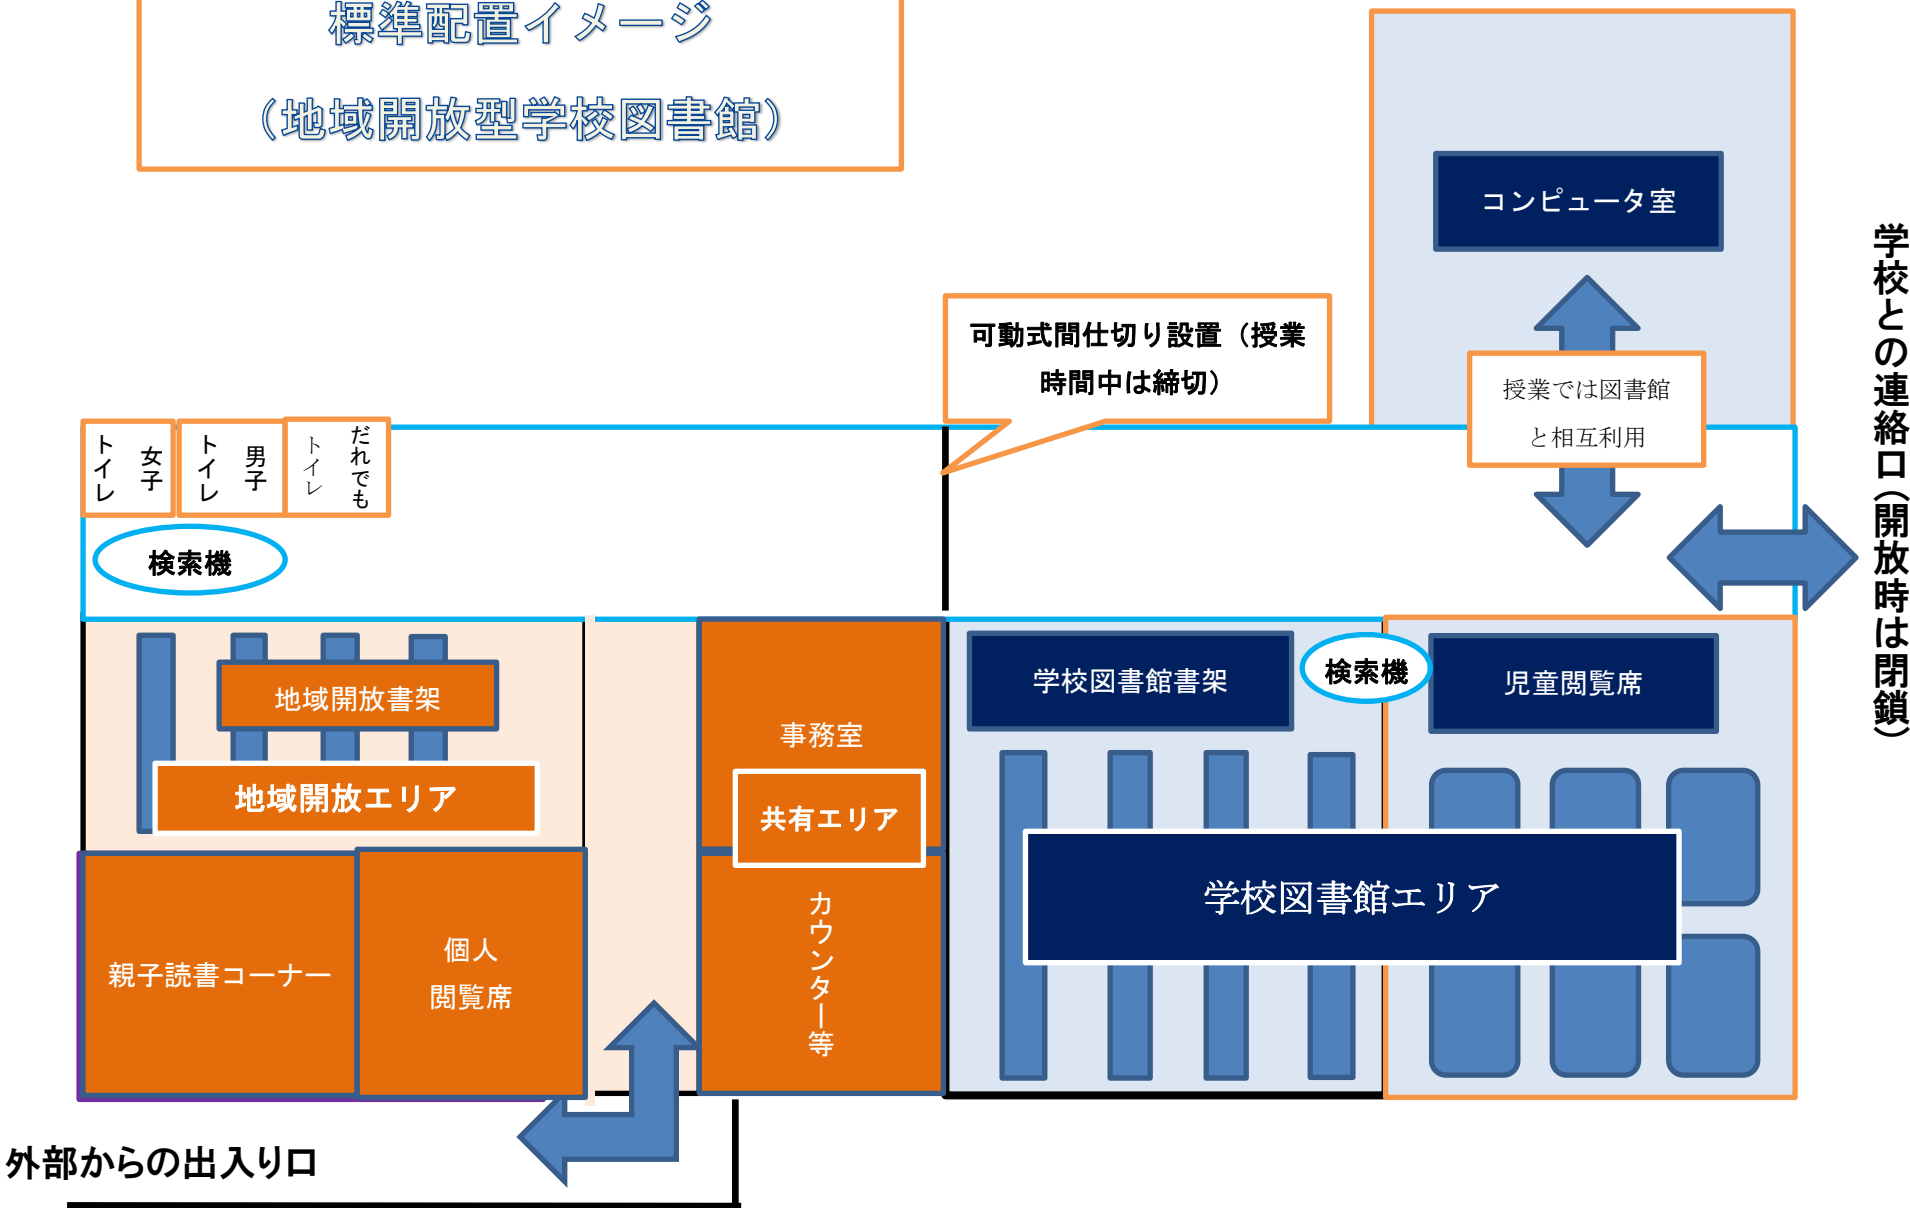 標準配置イメージ
（地域開放型学校図書館）
コンピュータ室
学校との連絡口（開放時は閉鎖）
可動式間仕切り設置（授業
時間中は締切）
授業では図書館
と相互利用
女子
トイレ
男子
トイレ
だれでも
トイレ
検索機
地域開放書架
地域開放エリア
事務室
共有エリア
カウンター等
学校図書館書架
検索機
児童閲覧席
学校図書館エリア
親子読書コーナー
個人
閲覧席
外部からの出入り口